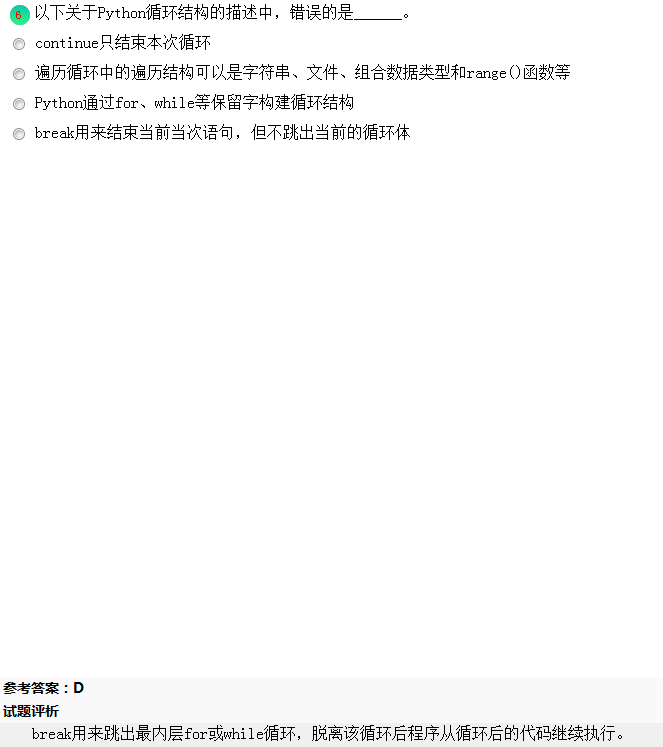 6 以下关于Python循环结构的描述中，错误的是______。
continue只结束本次循环
遍历循环中的遍历结构可以是字符串、文件、组合数据类型和range()函数等
Python通过for、while等保留字构建循环结构
break用来结束当前当次语句，但不跳出当前的循环体
参考答案：D
试题评析
break用来跳出最内层for或while循环，脱离该循环后程序从循环后的代码继续执行。